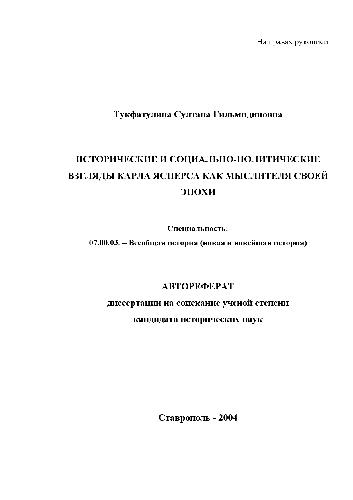 На правах рукописи
Тукфатулина Султана Гильмидиновна
ИСТОРИЧЕСКИЕ И СОЦИАЛЬНО-ПОЛИТИЧЕСКИЕ
ВЗГЛЯДЫ КАРЛА ЯСПЕРСА КАК МЫСЛИТЕЛЯ СВОЕЙ
ЭПОХИ
Специальность:
07.00.03. – Всеобщая история (новая и новейшая история)
АВТОРЕФЕРАТ
диссертации на соискание ученой степени
кандидата исторических наук
Ставрополь - 2004